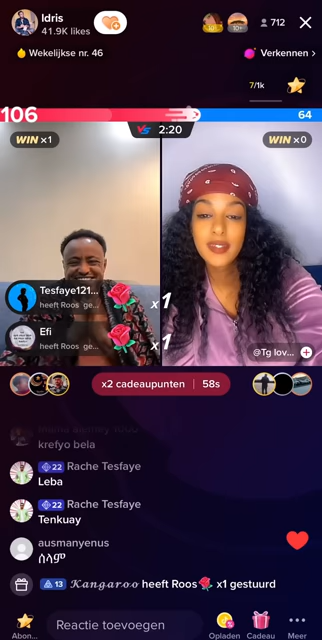 Idris
41.9K likes
10+
712
Wekelijkse nr. 46
Verkennen >
7/1k
106
64
WIN x1
VS 2:20
WIN x0
Tesfaye121...
heeft Roos ge...
x1
Efi
heeft Roos ge...
x1
@Tg lov...
x2 cadeaupunten | 58s
krefyo bela
22 Rache Tesfaye
Leba
22 Rache Tesfaye
Tenkuay
ausmanyenus
ሰላም
13 Kangaroo heeft Roos x1 gestuurd
Abon...
Reactie toevoegen
Opladen
Cadeau
Meer